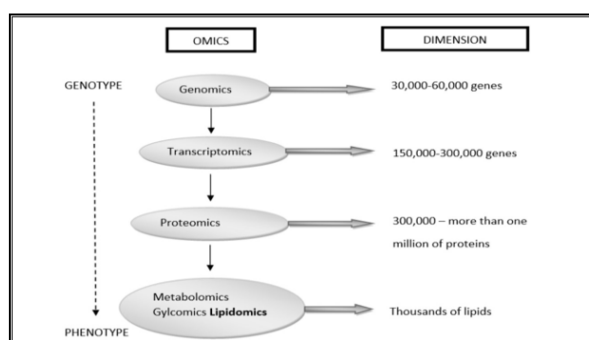 OMICS
DIMENSION
GENOTYPE
Genomics
30,000-60,000 genes
Transcriptomics
150,000-300,000 genes
Proteomics
300,000 – more than one
million of proteins
Metabolomics
Gylcomics Lipidomics
Thousands of lipids
PHENOTYPE